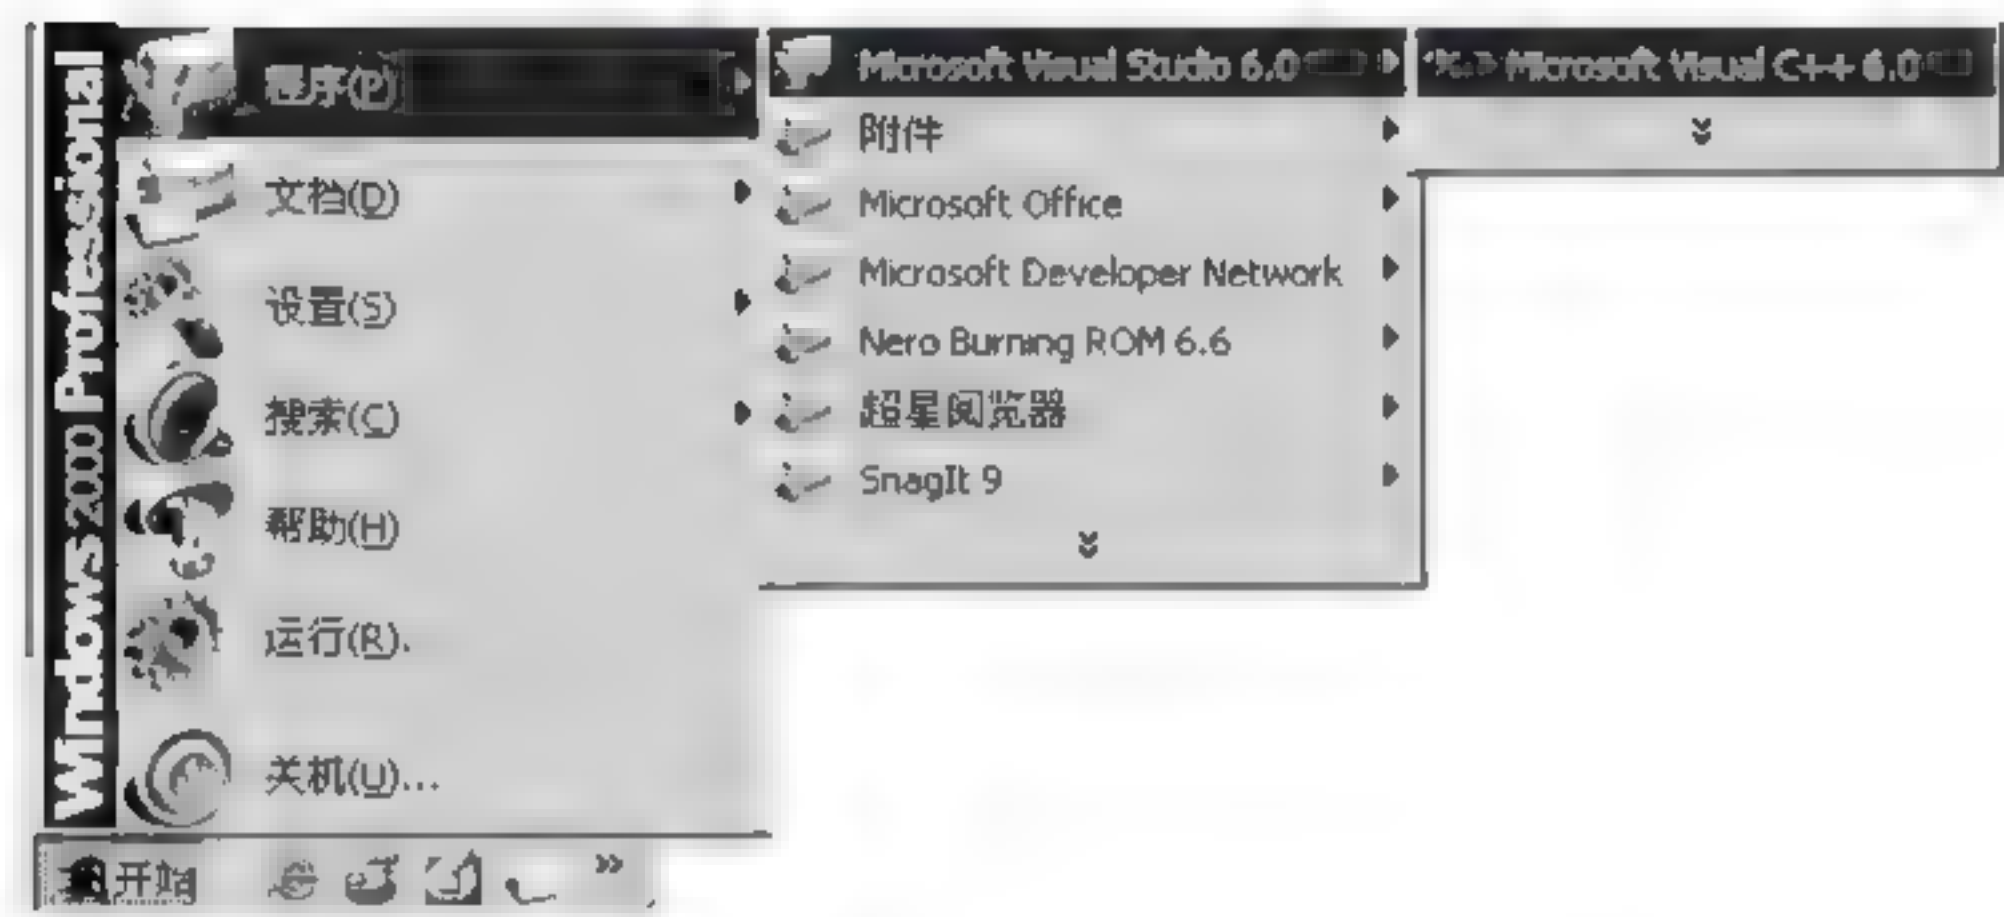 Windows 2000 Professional
程序(P)
文档(D)
设置(S)
搜索(C)
帮助(H)
运行(R).
关机(U)...
开始
»
Microsoft Visual Studio 6.0
附件
Microsoft Office
Microsoft Developer Network
Nero Burning ROM 6.6
超星阅览器
SnagIt 9
Microsoft Visual C++ 6.0